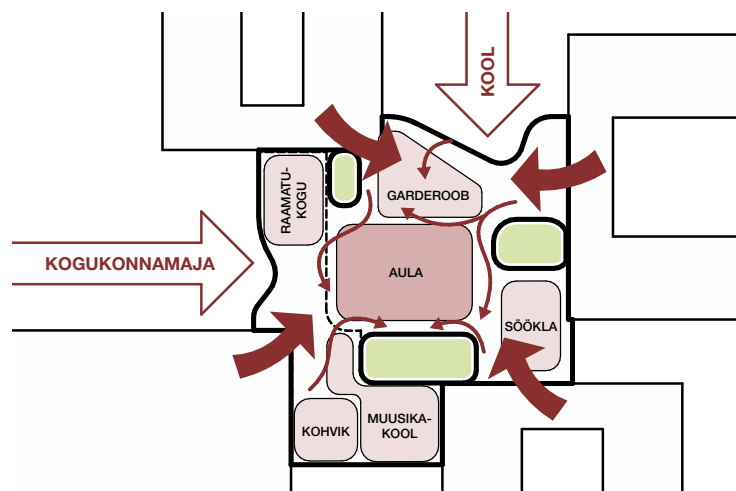 KOOL
RAAMATU-
KOGU
GARDEROOB
KOGUKONNAMAJA
AULA
SÖÖKLA
KOHVIK
MUUSIKA-
KOOL